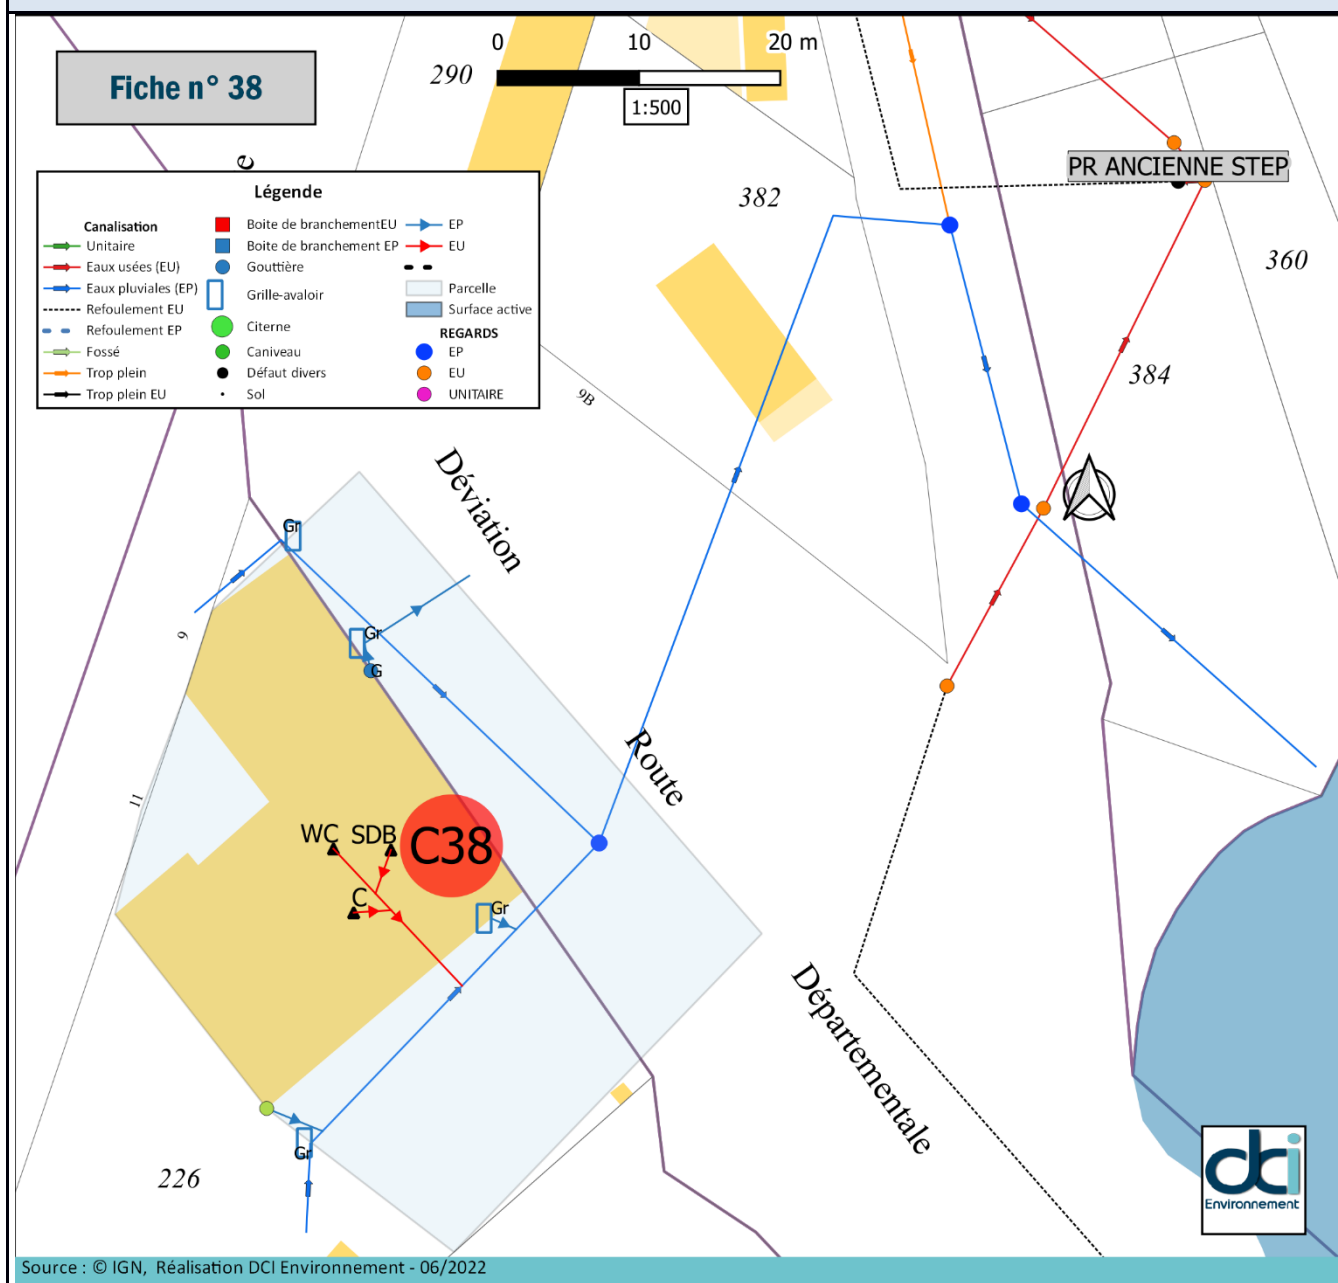 Fiche n° 38
0 10 20 m
1:500
290
e
382
PR ANCIENNE STEP
360
384
Légende
Canalisation
Unitaire
Eaux usées (EU)
Eaux pluviales (EP)
Refoulement EU
Refoulement EP
Fossé
Trop plein
Trop plein EU
Boite de branchementEU
Boite de branchement EP
Gouttière
Grille-avaloir
Citerne
Caniveau
Défaut divers
Sol
EP
EU
Parcelle
Surface active
REGARDS
EP
EU
UNITAIRE
9B
Déviation
Gr
Gr
G
9
11
Route
WC SDB
C38
C
Gr
Départementale
Gr
226
dci
Environnement
Source : © IGN, Réalisation DCI Environnement - 06/2022